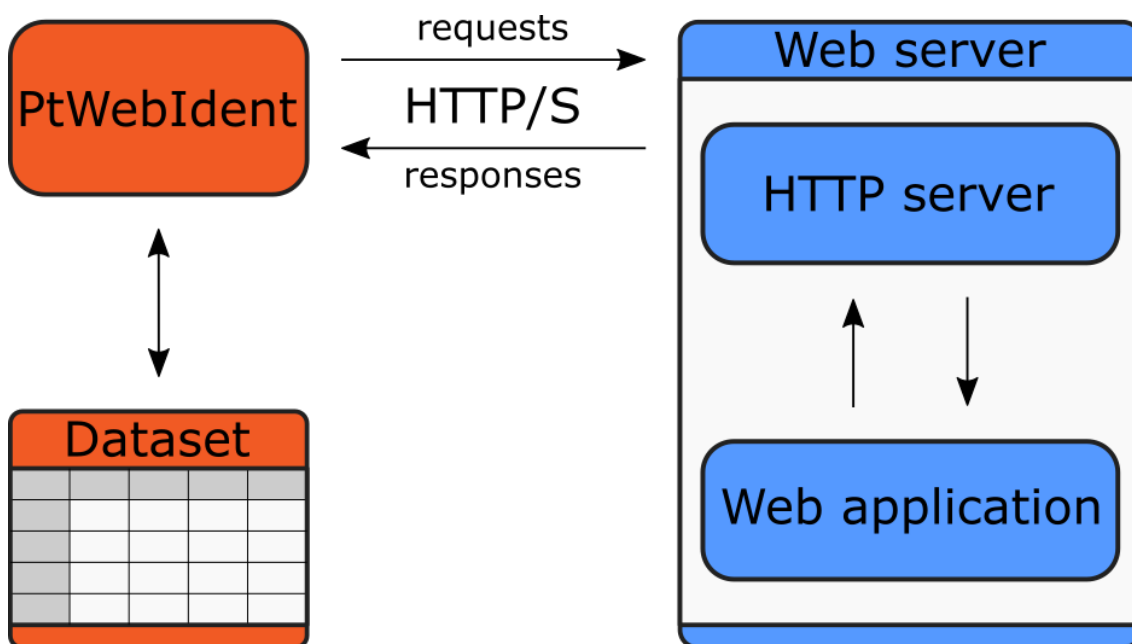 requests
Web server
PtWebIdent
HTTP/S
responses
HTTP server
Dataset
Web application